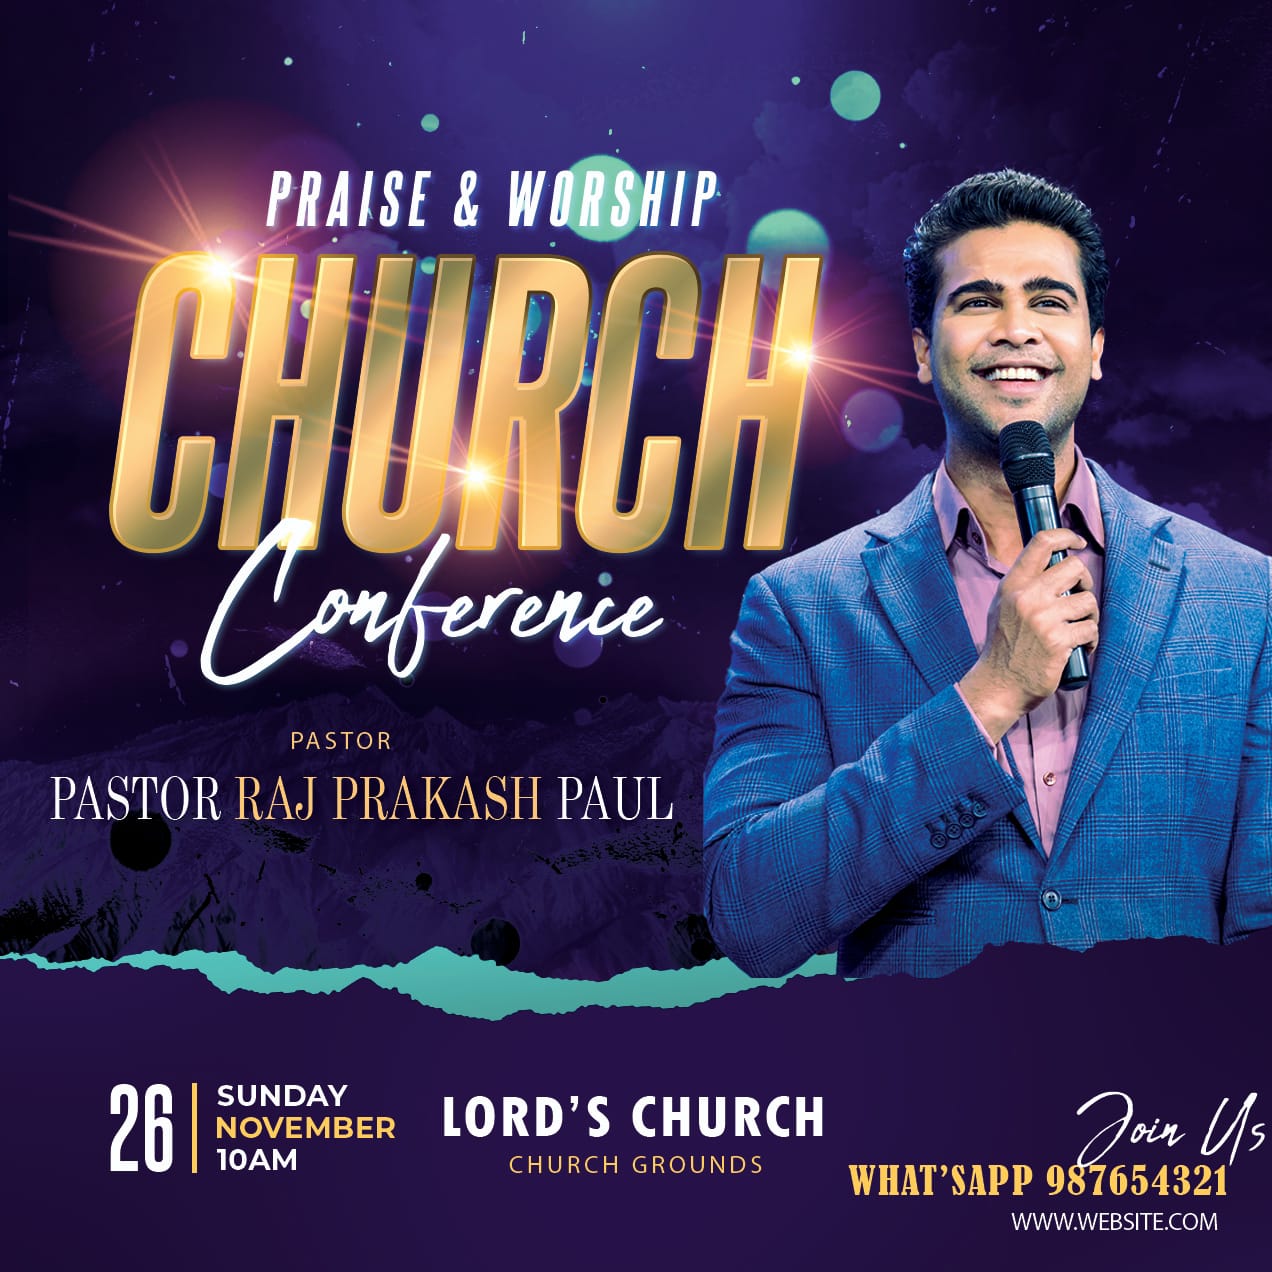 PRAISE & WORSHIP
CHURCH
Conference
PASTOR
PASTOR RAJ PRAKASH PAUL
26
SUNDAY
NOVEMBER
10AM
LORD'S CHURCH
CHURCH GROUNDS
Join Us
WHAT'SAPP 987654321
WWW.WEBSITE.COM